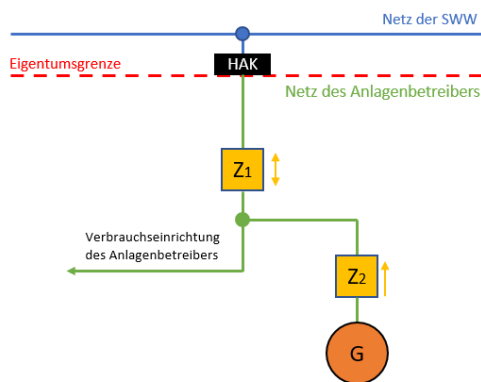 Netz der SWW
Eigentumsgrenze
HAK
Netz des Anlagenbetreibers
Z1
Verbrauchseinrichtung
des Anlagenbetreibers
Z2
G